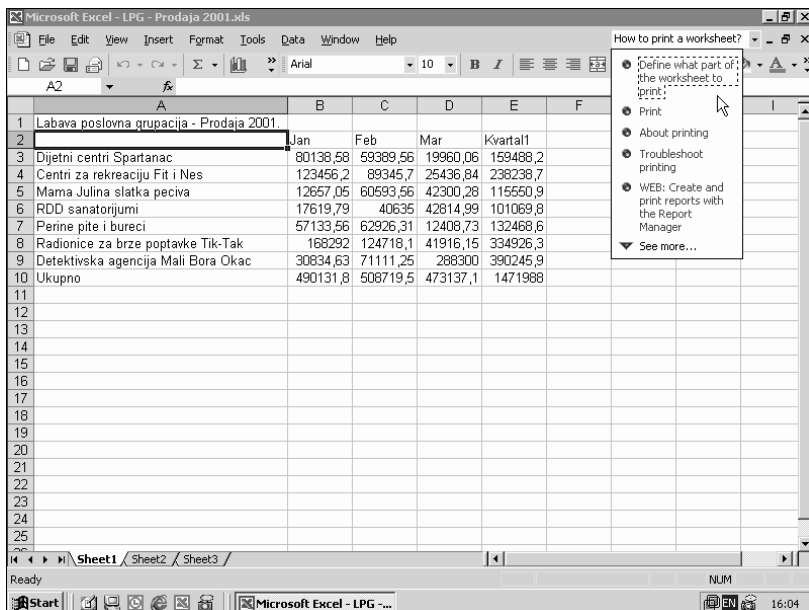 Microsoft Excel - LPG - Prodaja 2001.xls
File Edit View Insert Format Tools Data Window Help
How to print a worksheet?
Arial 10 B I
A2 fx
Define what part of
the worksheet to
print
Print
About printing
Troubleshoot
printing
WEB: Create and
print reports with
the Report
Manager
See more...
A B C D E F I
1 Labava poslovna grupacija - Prodaja 2001.
2 Jan Feb Mar Kvartal1
3 Dijetni centri Spartanac 80138,58 59389,56 19960,06 159488,2
4 Centri za rekreaciju Fit i Nes 123456,2 89345,7 25436,84 238238,7
5 Mama Julina slatka peciva 12657,05 60593,56 42300,28 115550,9
6 RDD sanatorijumi 17619,79 40635 42814,99 101069,8
7 Perine pite i bureci 57133,56 62926,31 12408,73 132468,6
8 Radionice za brze poptavke Tik-Tak 168292 124718,1 41916,15 334926,3
9 Detektivska agencija Mali Bora Okac 30834,63 71111,25 288300 390245,9
10 Ukupno 490131,8 508719,5 473137,1 1471988
11
12
13
14
15
16
17
18
19
20
21
22
23
24
25
Sheet1 Sheet2 Sheet3
Ready NUM
Start Microsoft Excel - LPG -... EN 16:04